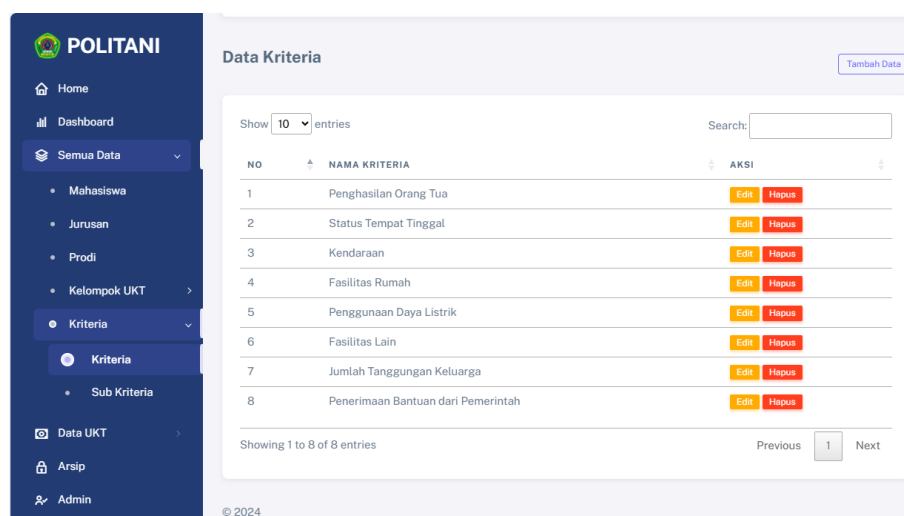 POLITANI
Home
Dashboard
Semua Data
Mahasiswa
Jurusan
Prodi
Kelompok UKT
Kriteria
Kriteria
Sub Kriteria
Data UKT
Arsip
Admin
Data Kriteria
Tambah Data
Show 10 entries
Search:
NO NAMA KRITERIA AKSI
1 Penghasilan Orang Tua Edit Hapus
2 Status Tempat Tinggal Edit Hapus
3 Kendaraan Edit Hapus
4 Fasilitas Rumah Edit Hapus
5 Penggunaan Daya Listrik Edit Hapus
6 Fasilitas Lain Edit Hapus
7 Jumlah Tanggungan Keluarga Edit Hapus
8 Penerimaan Bantuan dari Pemerintah Edit Hapus
Showing 1 to 8 of 8 entries
Previous 1 Next
© 2024